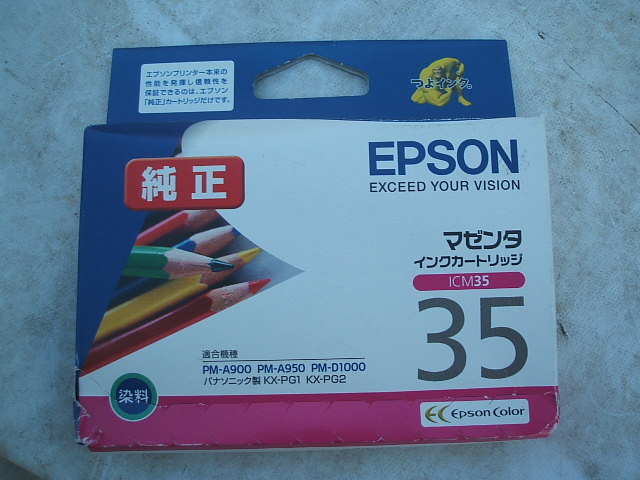 エプソンプリンター本来の
性能を発揮し信頼性を
保証できるのは、エプソン
「純正」カートリッジだけです。
つよインク。
純正
EPSON
EXCEED YOUR VISION
マゼンタ
インクカートリッジ
ICM35
35
適合機種
PM-A900 PM-A950 PM-D1000
パナソニック製 KX-PG1 KX-PG2
染料
EC EPSON COLOR